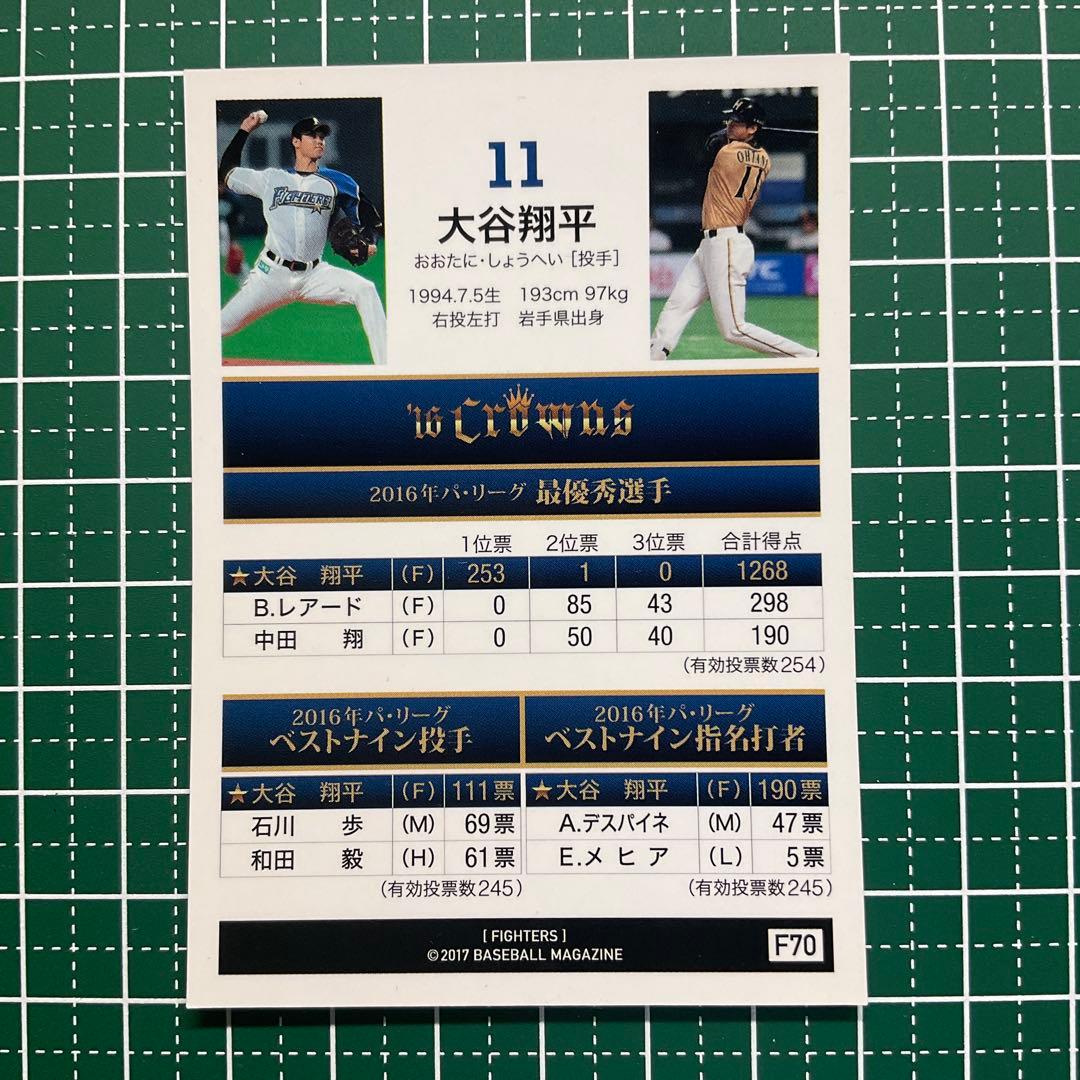 11
大谷翔平
おおたに・しょうへい [投手]
1994.7.5生 193cm 97kg
右投左打 岩手県出身
FIGHTERS
OHTANI
11
'16 Crowns
2016年パ・リーグ 最優秀選手
1位票 2位票 3位票 合計得点
★大谷 翔平 (F) 253 1 0 1268
B.レアード (F) 0 85 43 298
中田 翔 (F) 0 50 40 190
(有効投票数254)
2016年パ・リーグ
ベストナイン投手
★大谷 翔平 (F) 111票
石川 歩 (M) 69票
和田 毅 (H) 61票
(有効投票数245)
2016年パ・リーグ
ベストナイン指名打者
★大谷 翔平 (F) 190票
A.デスパイネ (M) 47票
E.メヒア (L) 5票
(有効投票数245)
[FIGHTERS]
©2017 BASEBALL MAGAZINE
F70